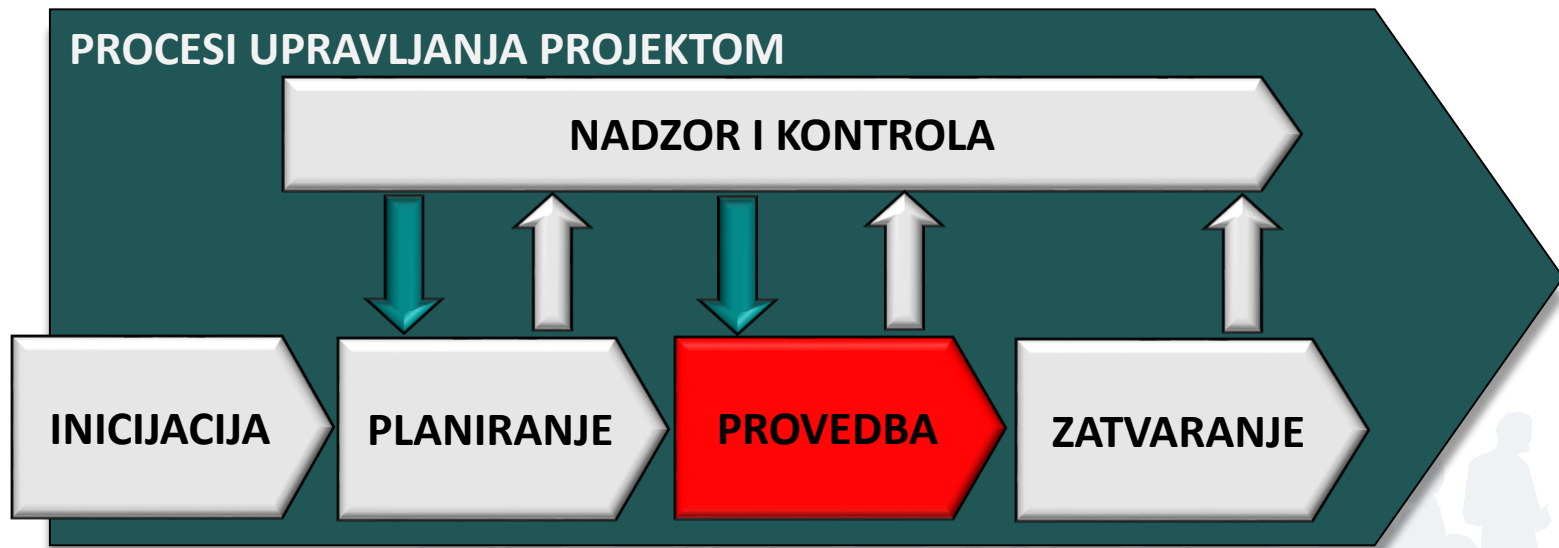 PROCESI UPRAVLJANJA PROJEKTOM
NADZOR I KONTROLA
INICIJACIJA
PLANIRANJE
PROVEDBA
ZATVARANJE